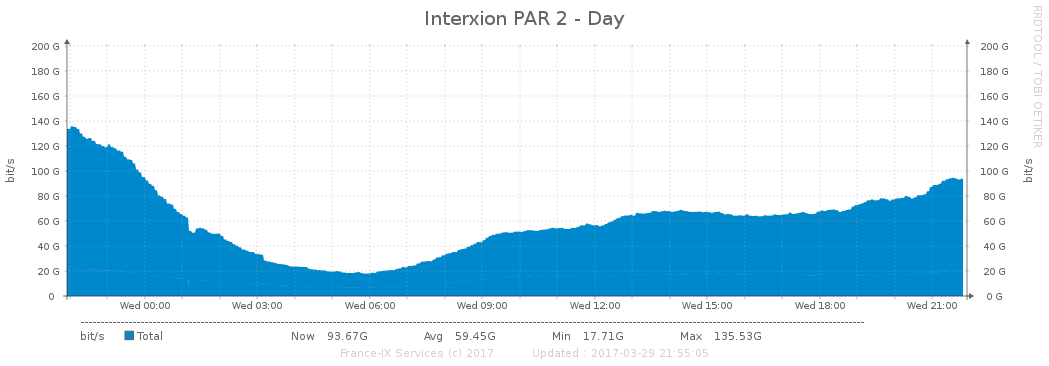 Interxion PAR 2 - Day
RRDTOOL / TOBI OETIKER
200 G 200 G
180 G 180 G
160 G 160 G
140 G 140 G
120 G 120 G
100 G 100 G
80 G 80 G
60 G 60 G
40 G 40 G
20 G 20 G
0 0 G
bit/s
bit/s
Wed 00:00 Wed 03:00 Wed 06:00 Wed 09:00 Wed 12:00 Wed 15:00 Wed 18:00 Wed 21:00
bit/s Total Now 93.67G Avg 59.45G Min 17.71G Max 135.53G
France-IX Services (c) 2017 Updated : 2017-03-29 21:55:05